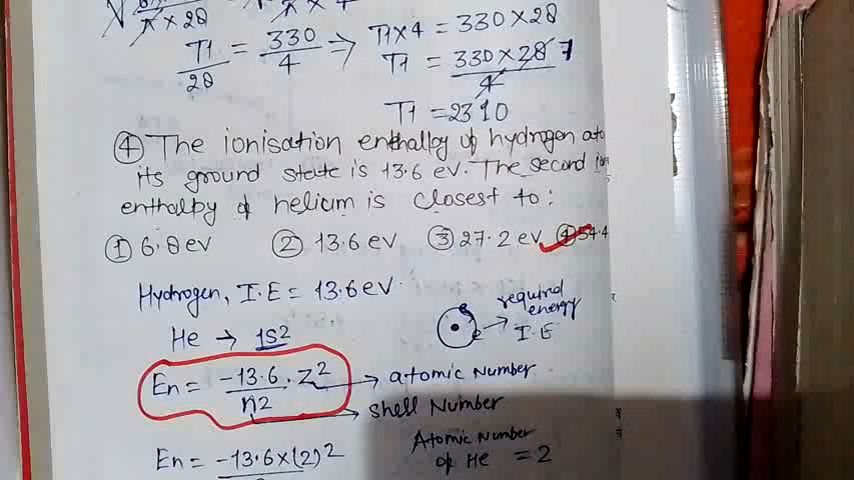 π × 28
T1/28 = 330/4 ⇒ T1 × 4 = 330 × 28
T1 = 330 × 28 7 / 4
T1 = 2310
④ The ionisation enthalpy of hydrogen ato
its ground state is 13.6 eV. The second ion
enthalpy of helium is closest to:
① 6.8 eV ② 13.6 eV ③ 27.2 eV ④ 54.4
Hydrogen, I.E = 13.6 eV.
required
energy
I.E
e
e
He → 1s2
En = -13.6/n2 . Z2 → atomic Number
→ shell Number
Atomic Number
of He = 2
En = -13.6×(2)2